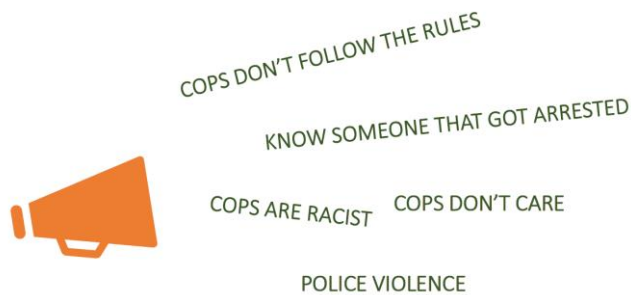 COPS DON'T FOLLOW THE RULES
KNOW SOMEONE THAT GOT ARRESTED
COPS ARE RACIST
COPS DON'T CARE
POLICE VIOLENCE